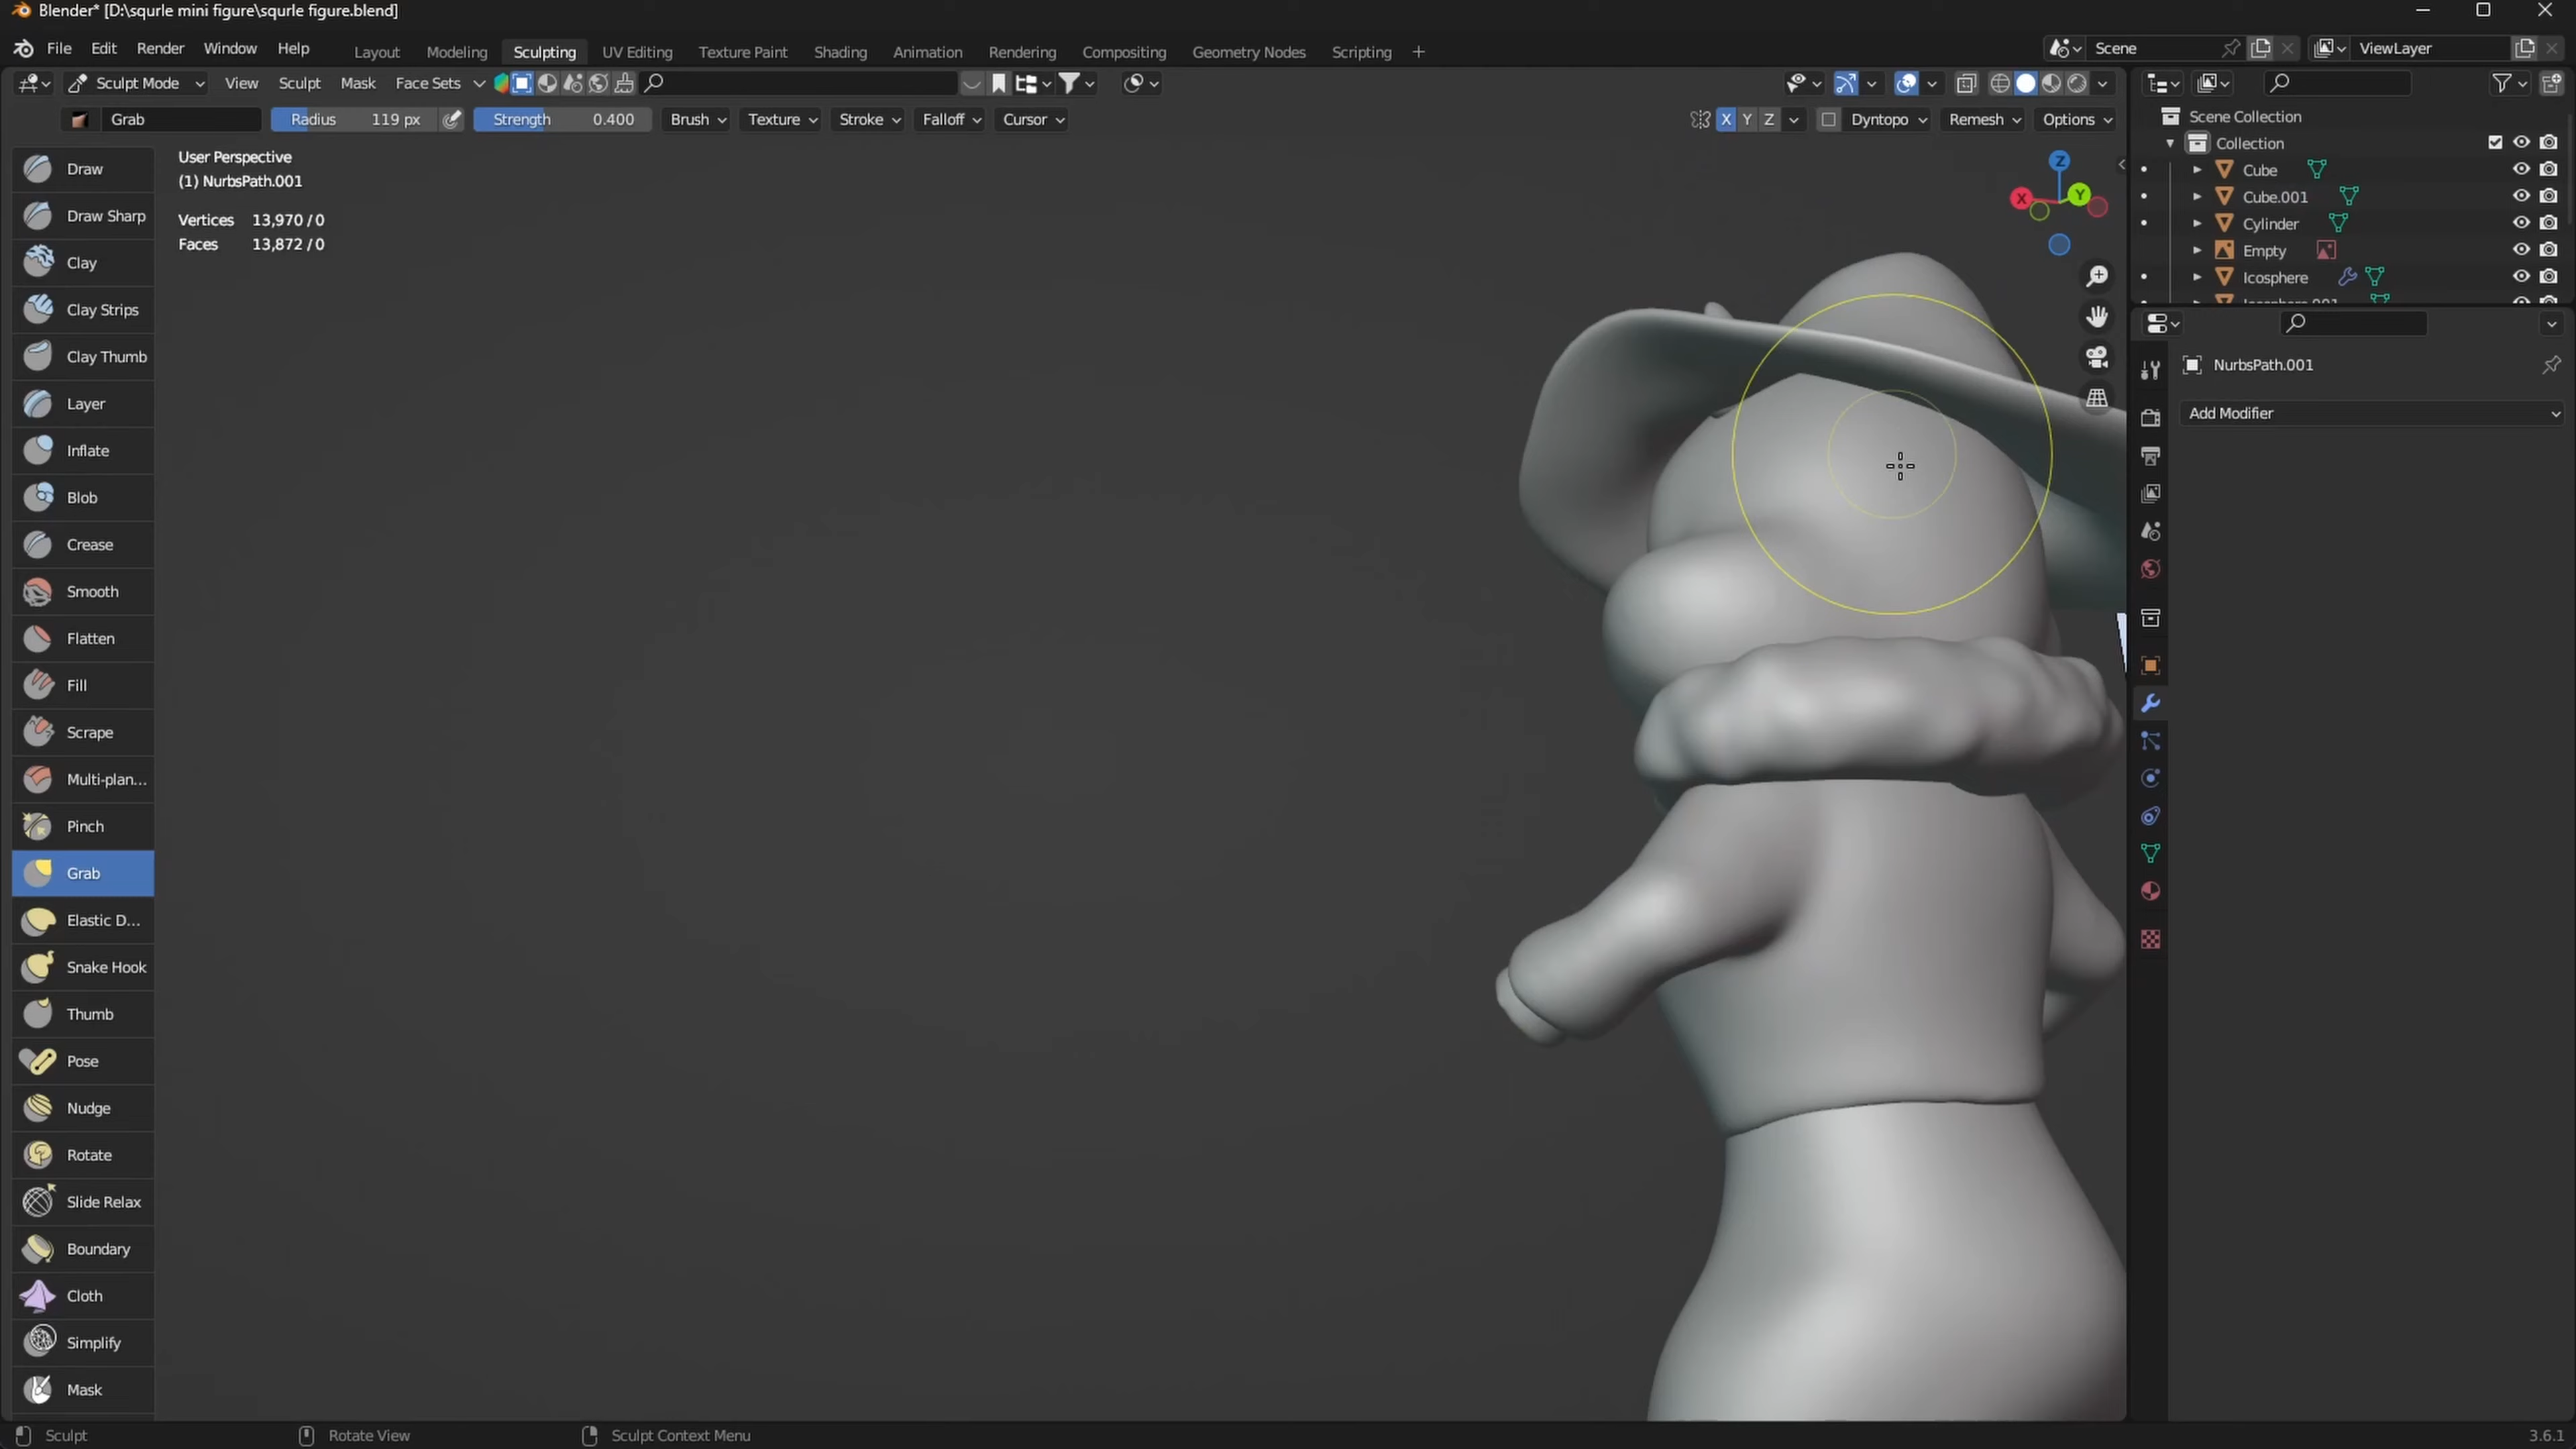 Blender* [D:\squrle mini figure\squrle figure.blend]
File Edit Render Window Help
Layout Modeling Sculpting UV Editing Texture Paint Shading Animation Rendering Compositing Geometry Nodes Scripting +
Scene
ViewLayer
Sculpt Mode View Sculpt Mask Face Sets
Grab Radius 119 px Strength 0.400 Brush Texture Stroke Falloff Cursor
X Y Z Dyntopo Remesh Options
User Perspective
(1) NurbsPath.001
Vertices 13,970 / 0
Faces 13,872 / 0
Draw
Draw Sharp
Clay
Clay Strips
Clay Thumb
Layer
Inflate
Blob
Crease
Smooth
Flatten
Fill
Scrape
Multi-plan...
Pinch
Grab
Elastic D...
Snake Hook
Thumb
Pose
Nudge
Rotate
Slide Relax
Boundary
Cloth
Simplify
Mask
Z
X
Y
Scene Collection
Collection
Cube
Cube.001
Cylinder
Empty
Icosphere
Icosphere.001
NurbsPath.001
Add Modifier
Sculpt
Rotate View
Sculpt Context Menu
3.6.1